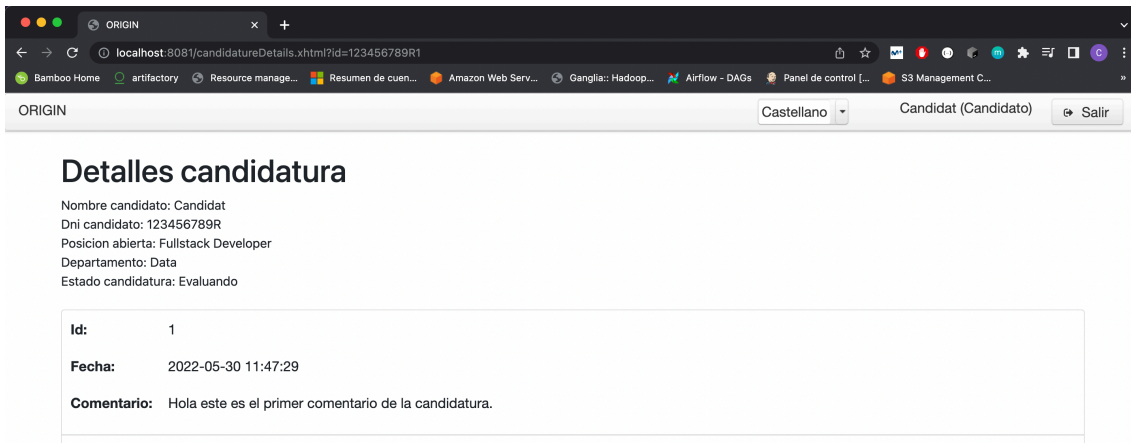 ORIGIN
localhost:8081/candidatureDetails.xhtml?id=123456789R1
Bamboo Home artifactory Resource manage... Resumen de cuen... Amazon Web Serv... Ganglia:: Hadoop... Airflow - DAGs Panel de control [... S3 Management C...
ORIGIN Castellano Candidat (Candidato) Salir
Detalles candidatura
Nombre candidato: Candidat
Dni candidato: 123456789R
Posicion abierta: Fullstack Developer
Departamento: Data
Estado candidatura: Evaluando
Id: 1
Fecha: 2022-05-30 11:47:29
Comentario: Hola este es el primer comentario de la candidatura.